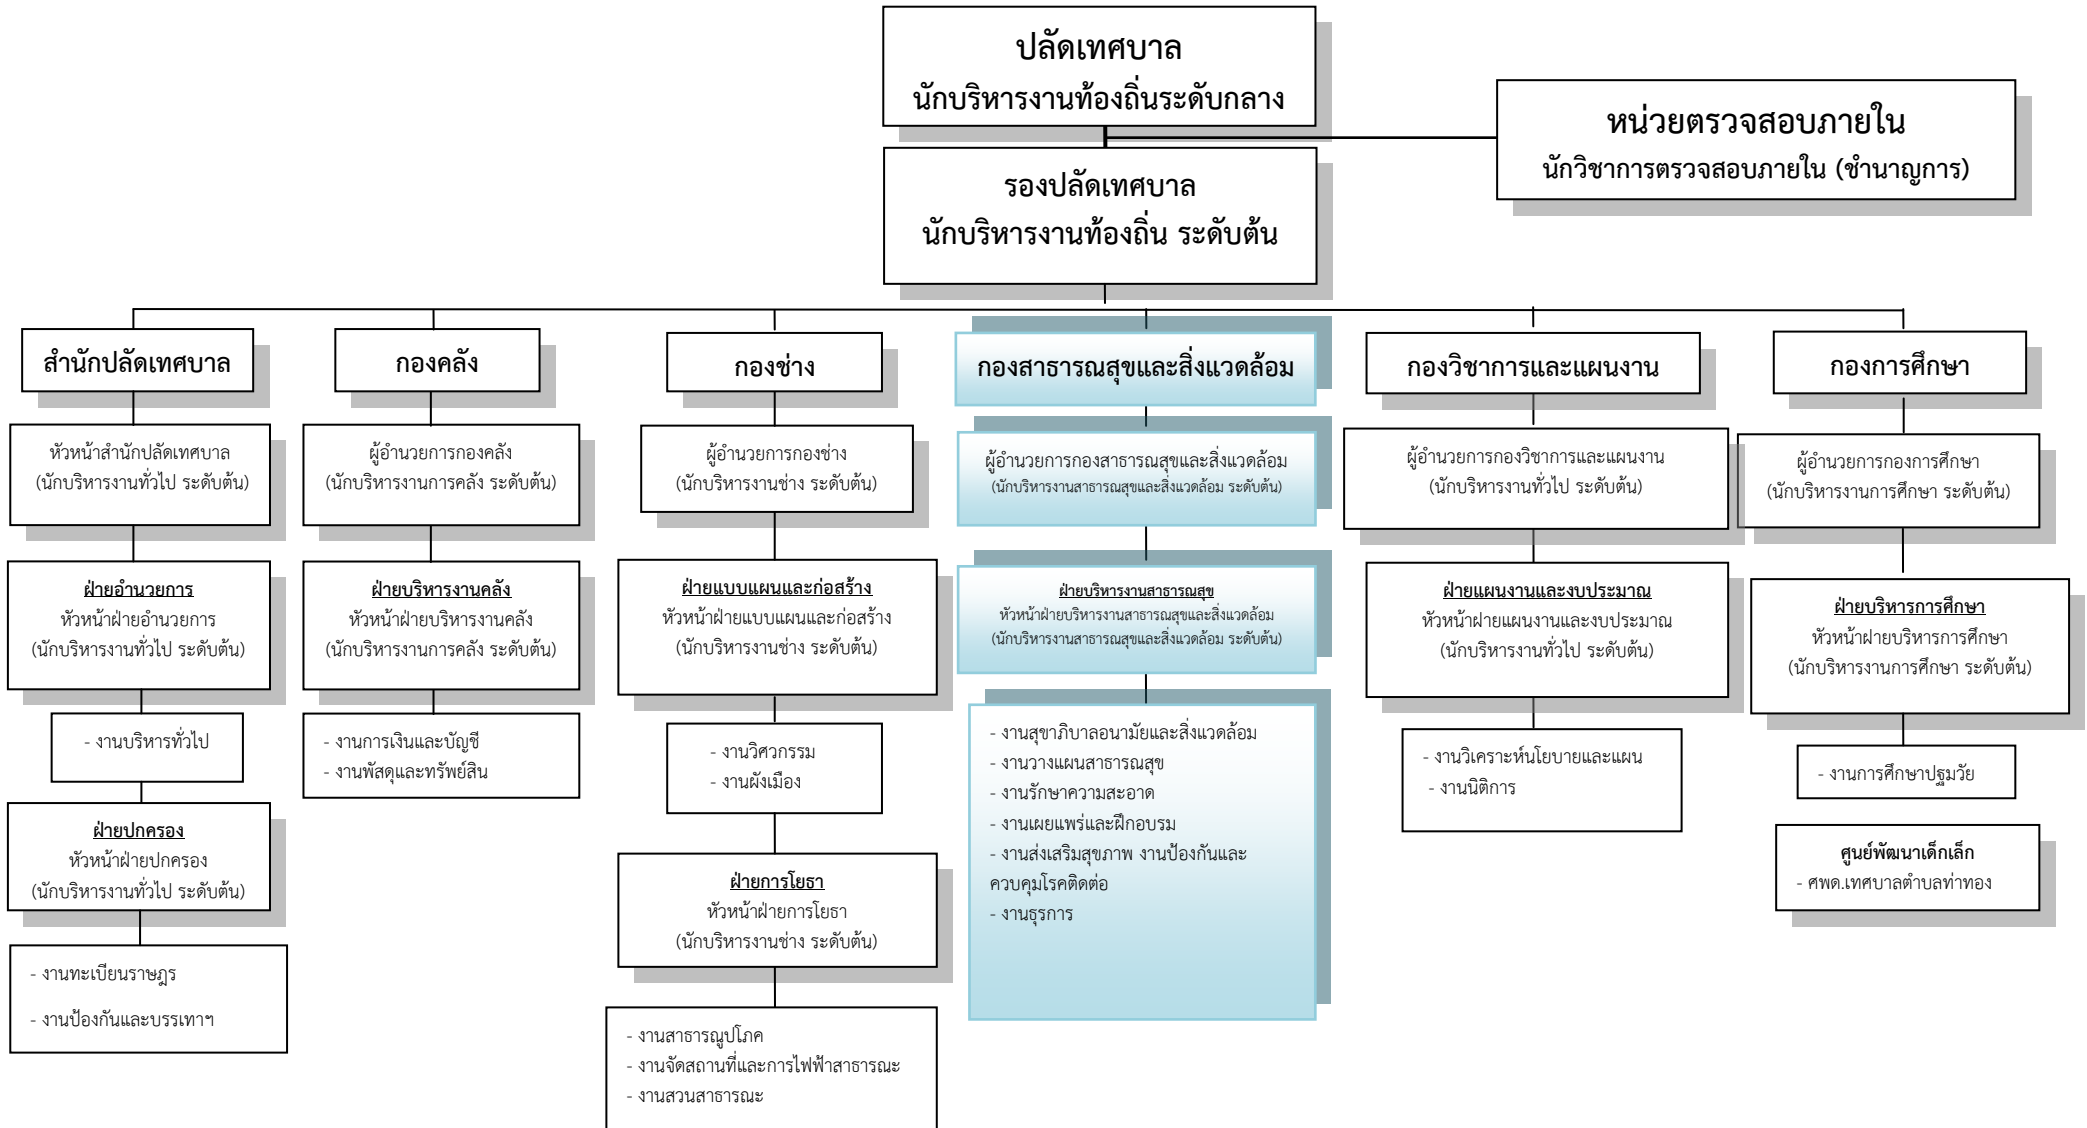 ปลัดเทศบาล
นักบริหารงานท้องถิ่นระดับกลาง
หน่วยตรวจสอบภายใน
นักวิชาการตรวจสอบภายใน (ชำนาญการ)
รองปลัดเทศบาล
นักบริหารงานท้องถิ่น ระดับต้น
สำนักปลัดเทศบาล
หัวหน้าสำนักปลัดเทศบาล
(นักบริหารงานทั่วไป ระดับต้น)
ฝ่ายอำนวยการ
หัวหน้าฝ่ายอำนวยการ
(นักบริหารงานทั่วไป ระดับต้น)
- งานบริหารทั่วไป
ฝ่ายปกครอง
หัวหน้าฝ่ายปกครอง
(นักบริหารงานทั่วไป ระดับต้น)
- งานทะเบียนราษฎร
- งานป้องกันและบรรเทาฯ
กองคลัง
ผู้อำนวยการกองคลัง
(นักบริหารงานการคลัง ระดับต้น)
ฝ่ายบริหารงานคลัง
หัวหน้าฝ่ายบริหารงานคลัง
(นักบริหารงานการคลัง ระดับต้น)
- งานการเงินและบัญชี
- งานพัสดุและทรัพย์สิน
กองช่าง
ผู้อำนวยการกองช่าง
(นักบริหารงานช่าง ระดับต้น)
ฝ่ายแบบแผนและก่อสร้าง
หัวหน้าฝ่ายแบบแผนและก่อสร้าง
(นักบริหารงานช่าง ระดับต้น)
- งานวิศวกรรม
- งานผังเมือง
ฝ่ายการโยธา
หัวหน้าฝ่ายการโยธา
(นักบริหารงานช่าง ระดับต้น)
- งานสาธารณูปโภค
- งานจัดสถานที่และการไฟฟ้าสาธารณะ
- งานสวนสาธารณะ
กองสาธารณสุขและสิ่งแวดล้อม
ผู้อำนวยการกองสาธารณสุขและสิ่งแวดล้อม
(นักบริหารงานสาธารณสุขและสิ่งแวดล้อม ระดับต้น)
ฝ่ายบริหารงานสาธารณสุข
หัวหน้าฝ่ายบริหารงานสาธารณสุขและสิ่งแวดล้อม
(นักบริหารงานสาธารณสุขและสิ่งแวดล้อม ระดับต้น)
- งานสุขาภิบาลอนามัยและสิ่งแวดล้อม
- งานวางแผนสาธารณสุข
- งานรักษาความสะอาด
- งานเผยแพร่และฝึกอบรม
- งานส่งเสริมสุขภาพ งานป้องกันและ
ควบคุมโรคติดต่อ
- งานธุรการ
กองวิชาการและแผนงาน
ผู้อำนวยการกองวิชาการและแผนงาน
(นักบริหารงานทั่วไป ระดับต้น)
ฝ่ายแผนงานและงบประมาณ
หัวหน้าฝ่ายแผนงานและงบประมาณ
(นักบริหารงานทั่วไป ระดับต้น)
- งานวิเคราะห์นโยบายและแผน
- งานนิติการ
กองการศึกษา
ผู้อำนวยการกองการศึกษา
(นักบริหารงานการศึกษา ระดับต้น)
ฝ่ายบริหารการศึกษา
หัวหน้าฝ่ายบริหารการศึกษา
(นักบริหารงานการศึกษา ระดับต้น)
- งานการศึกษาปฐมวัย
ศูนย์พัฒนาเด็กเล็ก
- ศพด.เทศบาลตำบลท่าทอง